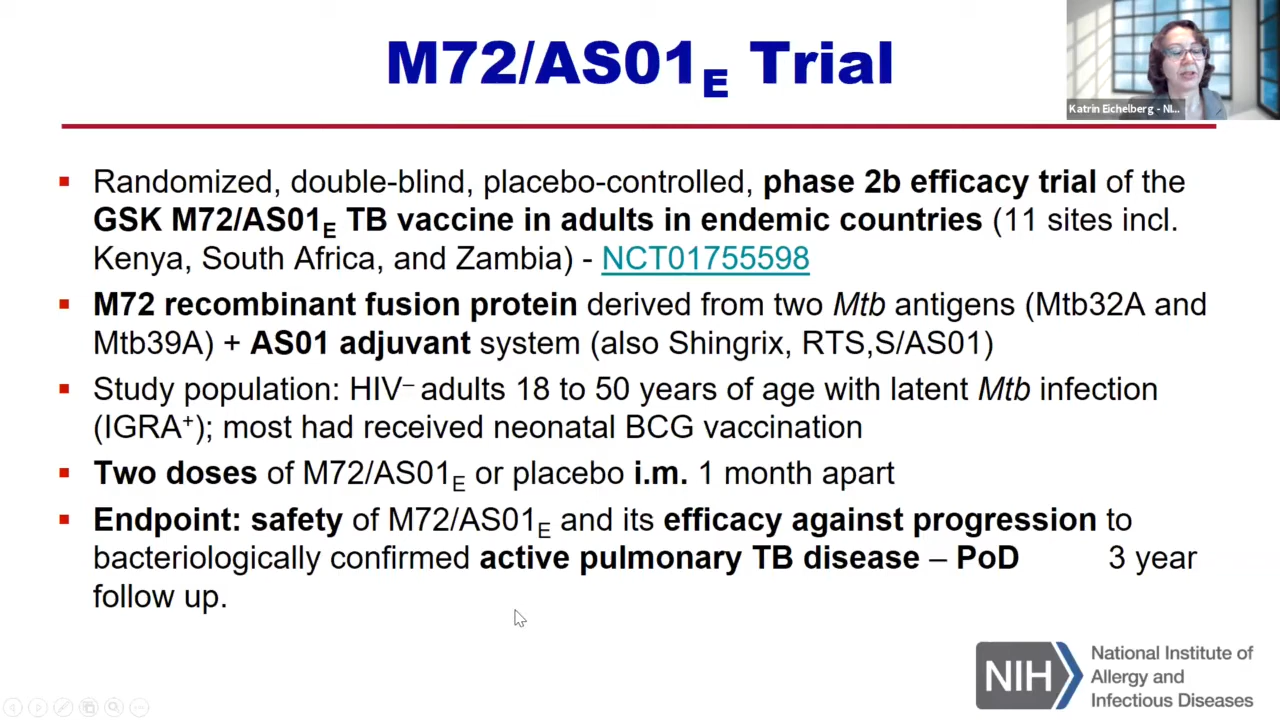 M72/AS01E Trial
Katrin Eichelberg - NI...
▪ Randomized, double-blind, placebo-controlled, phase 2b efficacy trial of the
GSK M72/AS01E TB vaccine in adults in endemic countries (11 sites incl.
Kenya, South Africa, and Zambia) - NCT01755598
▪ M72 recombinant fusion protein derived from two Mtb antigens (Mtb32A and
Mtb39A) + AS01 adjuvant system (also Shingrix, RTS,S/AS01)
▪ Study population: HIV– adults 18 to 50 years of age with latent Mtb infection
(IGRA+); most had received neonatal BCG vaccination
▪ Two doses of M72/AS01E or placebo i.m. 1 month apart
▪ Endpoint: safety of M72/AS01E and its efficacy against progression to
bacteriologically confirmed active pulmonary TB disease – PoD 3 year
follow up.
NIH
National Institute of
Allergy and
Infectious Diseases